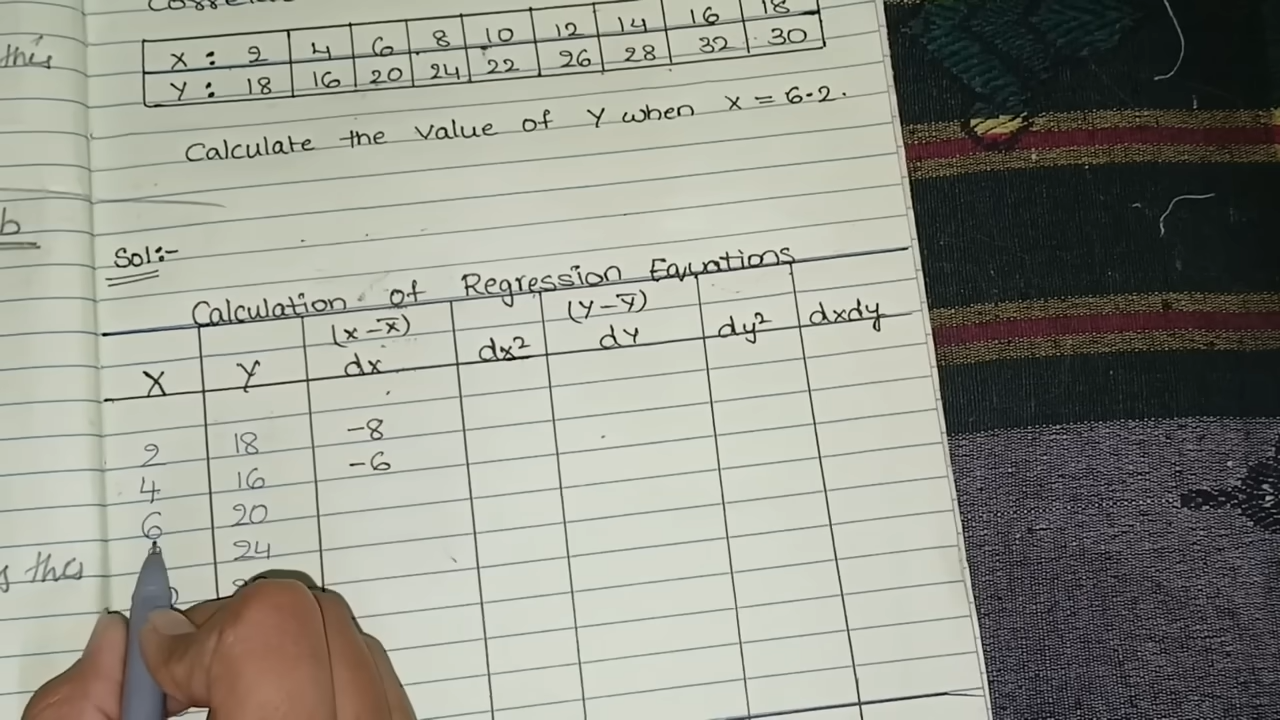 this
X : 2 4 6 8 10 12 14 16 18
Y : 18 16 20 24 22 26 28 32 30
Calculate the value of Y when X = 6.2.
b
Sol:-
Calculation of Regression Equations
X Y (X-X̅) dx dx² (Y-Y̅) dy dy² dxdy
2 18 -8
4 16 -6
6 20
24